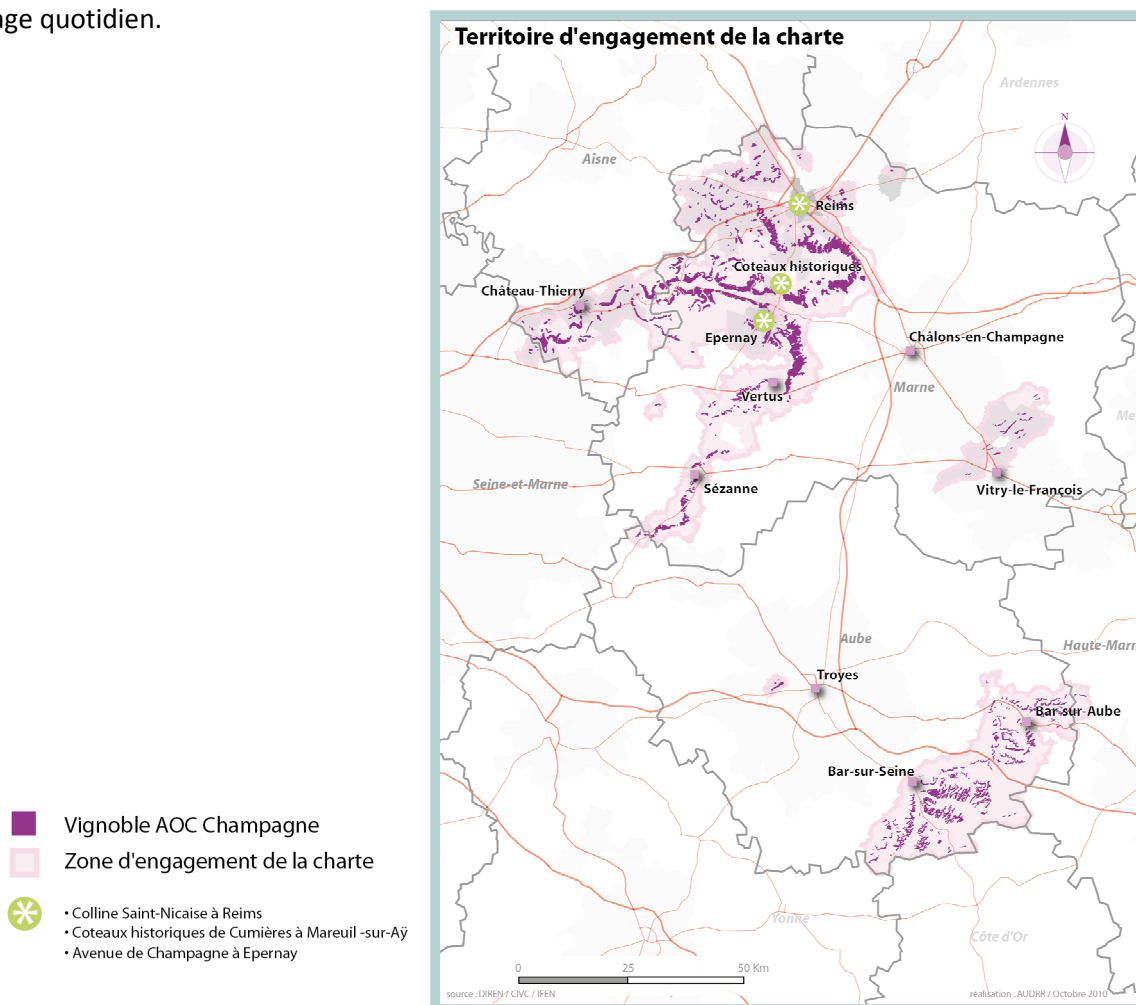 age quotidien.
Territoire d'engagement de la charte
Ardennes
N
Aisne
Reims
Coteaux historiques
Château-Thierry
Epernay
Châlons-en-Champagne
Marne
Vertus
Seine-et-Marne
Sézanne
Vitry-le-François
Aube
Troyes
Bar-sur-Aube
Bar-sur-Seine
Yonne
Côte d'Or
Vignoble AOC Champagne
Zone d'engagement de la charte
• Colline Saint-Nicaise à Reims
• Coteaux historiques de Cumières à Mareuil -sur-Aÿ
• Avenue de Champagne à Epernay
0 25 50 Km
source : DIREN / CIVC / IFEN
réalisation : AUDRR / Octobre 2010